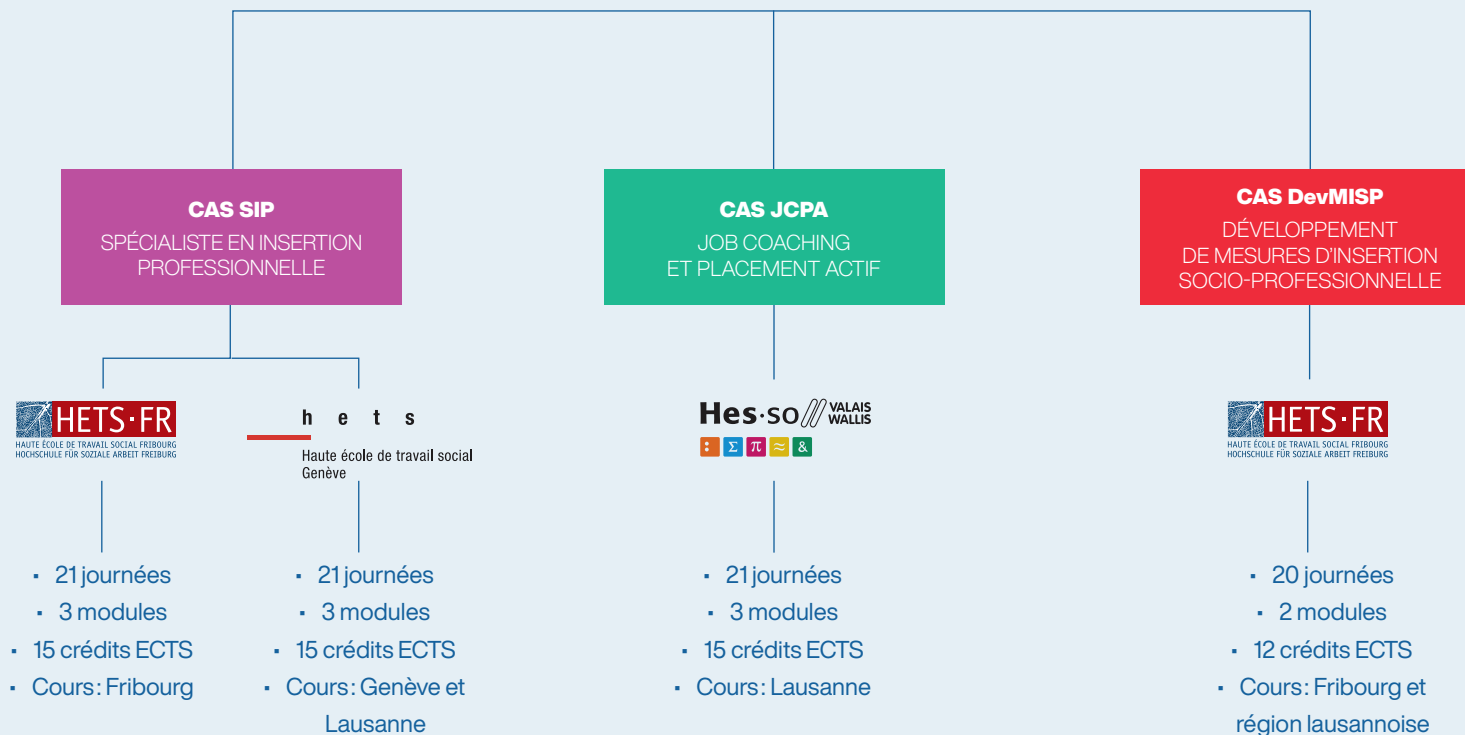 CAS SIP
SPÉCIALISTE EN INSERTION
PROFESSIONNELLE
CAS JCPA
JOB COACHING
ET PLACEMENT ACTIF
CAS DevMISP
DÉVELOPPEMENT
DE MESURES D'INSERTION
SOCIO-PROFESSIONNELLE
HETS·FR
HAUTE ÉCOLE DE TRAVAIL SOCIAL FRIBOURG
HOCHSCHULE FÜR SOZIALE ARBEIT FREIBURG
h e t s
Haute école de travail social
Genève
Hes·so VALAIS
WALLIS
: Σ π ≈ &
HETS·FR
HAUTE ÉCOLE DE TRAVAIL SOCIAL FRIBOURG
HOCHSCHULE FÜR SOZIALE ARBEIT FREIBURG
▪ 21 journées
▪ 3 modules
▪ 15 crédits ECTS
▪ Cours : Fribourg
▪ 21 journées
▪ 3 modules
▪ 15 crédits ECTS
▪ Cours : Genève et
Lausanne
▪ 21 journées
▪ 3 modules
▪ 15 crédits ECTS
▪ Cours : Lausanne
▪ 20 journées
▪ 2 modules
▪ 12 crédits ECTS
▪ Cours : Fribourg et
région lausannoise